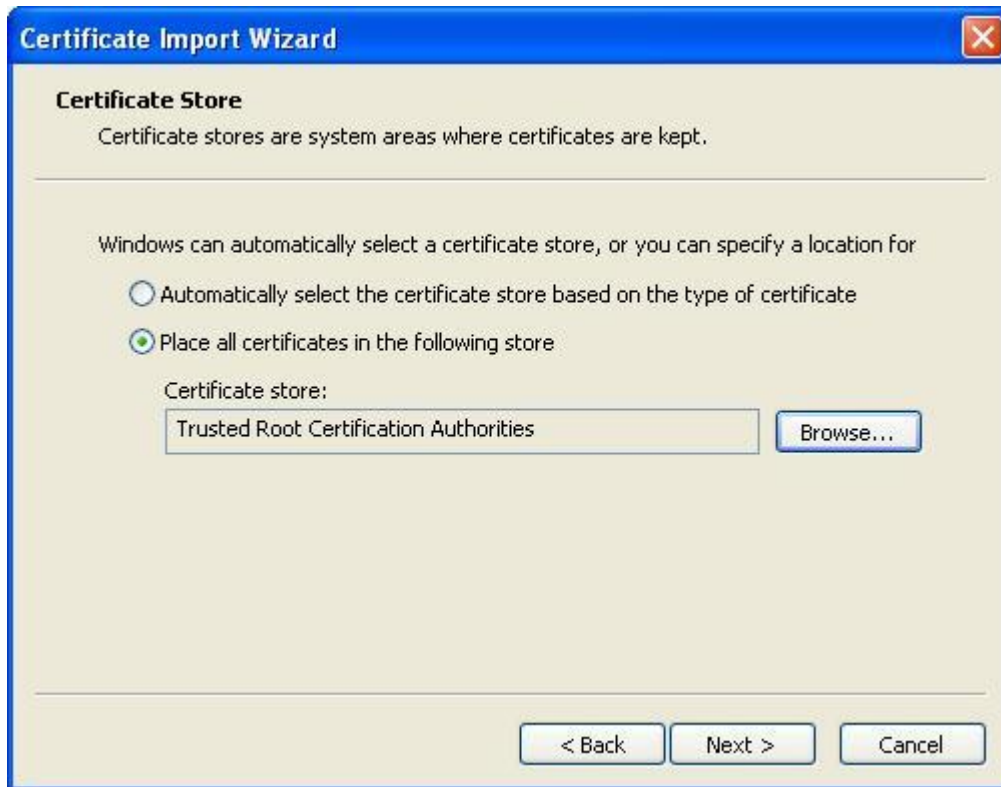 Certificate Import Wizard
Certificate Store
Certificate stores are system areas where certificates are kept.
Windows can automatically select a certificate store, or you can specify a location for
Automatically select the certificate store based on the type of certificate
Place all certificates in the following store
Certificate store:
Trusted Root Certification Authorities
Browse...
< Back
Next >
Cancel